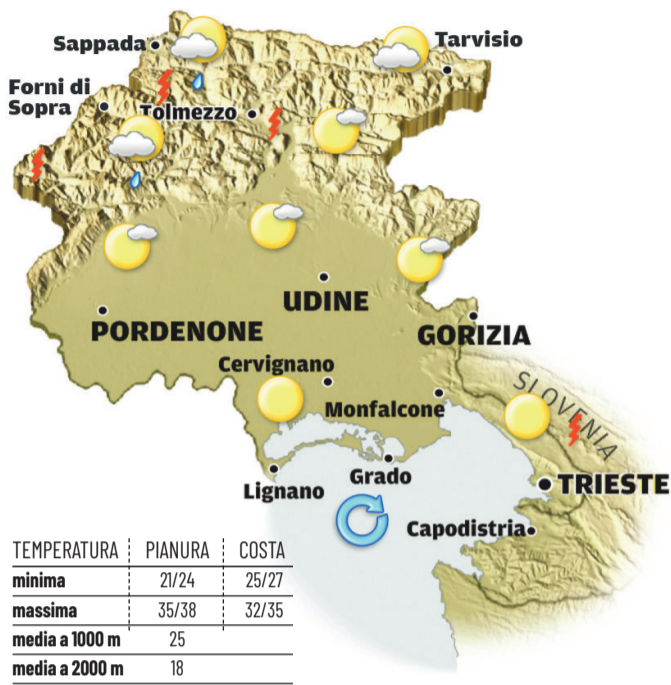 Sappada
Tarvisio
Forni di
Sopra
Tolmezzo
UDINE
PORDENONE
GORIZIA
Cervignano
SLOVENIA
Monfalcone
Grado
Lignano
TRIESTE
Capodistria
TEMPERATURA PIANURA COSTA
minima 21/24 25/27
massima 35/38 32/35
media a 1000 m 25
media a 2000 m 18